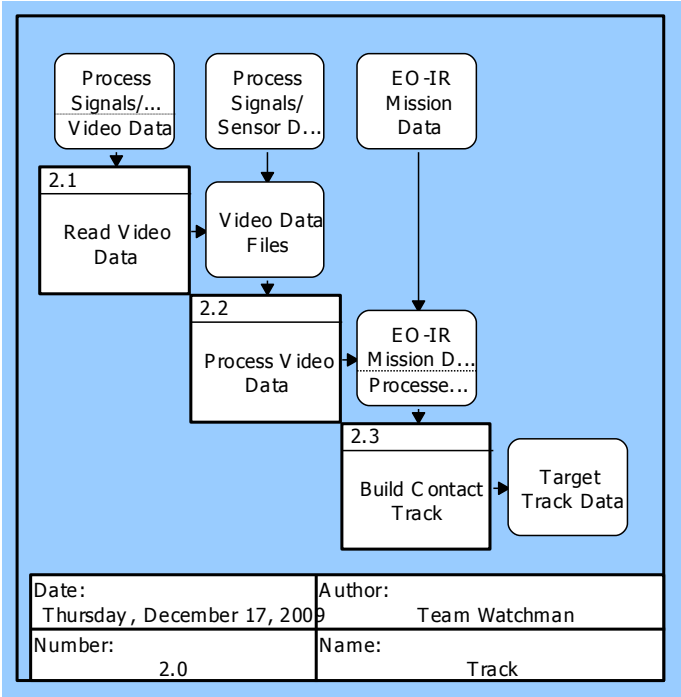 Process
Signals/...
Video Data
Process
Signals/
Sensor D...
EO-IR
Mission
Data
2.1
Read Video
Data
Video Data
Files
2.2
Process Video
Data
EO-IR
Mission D...
Processe...
2.3
Build Contact
Track
Target
Track Data
Date:
Thursday, December 17, 2009
Author:
Team Watchman
Number:
2.0
Name:
Track